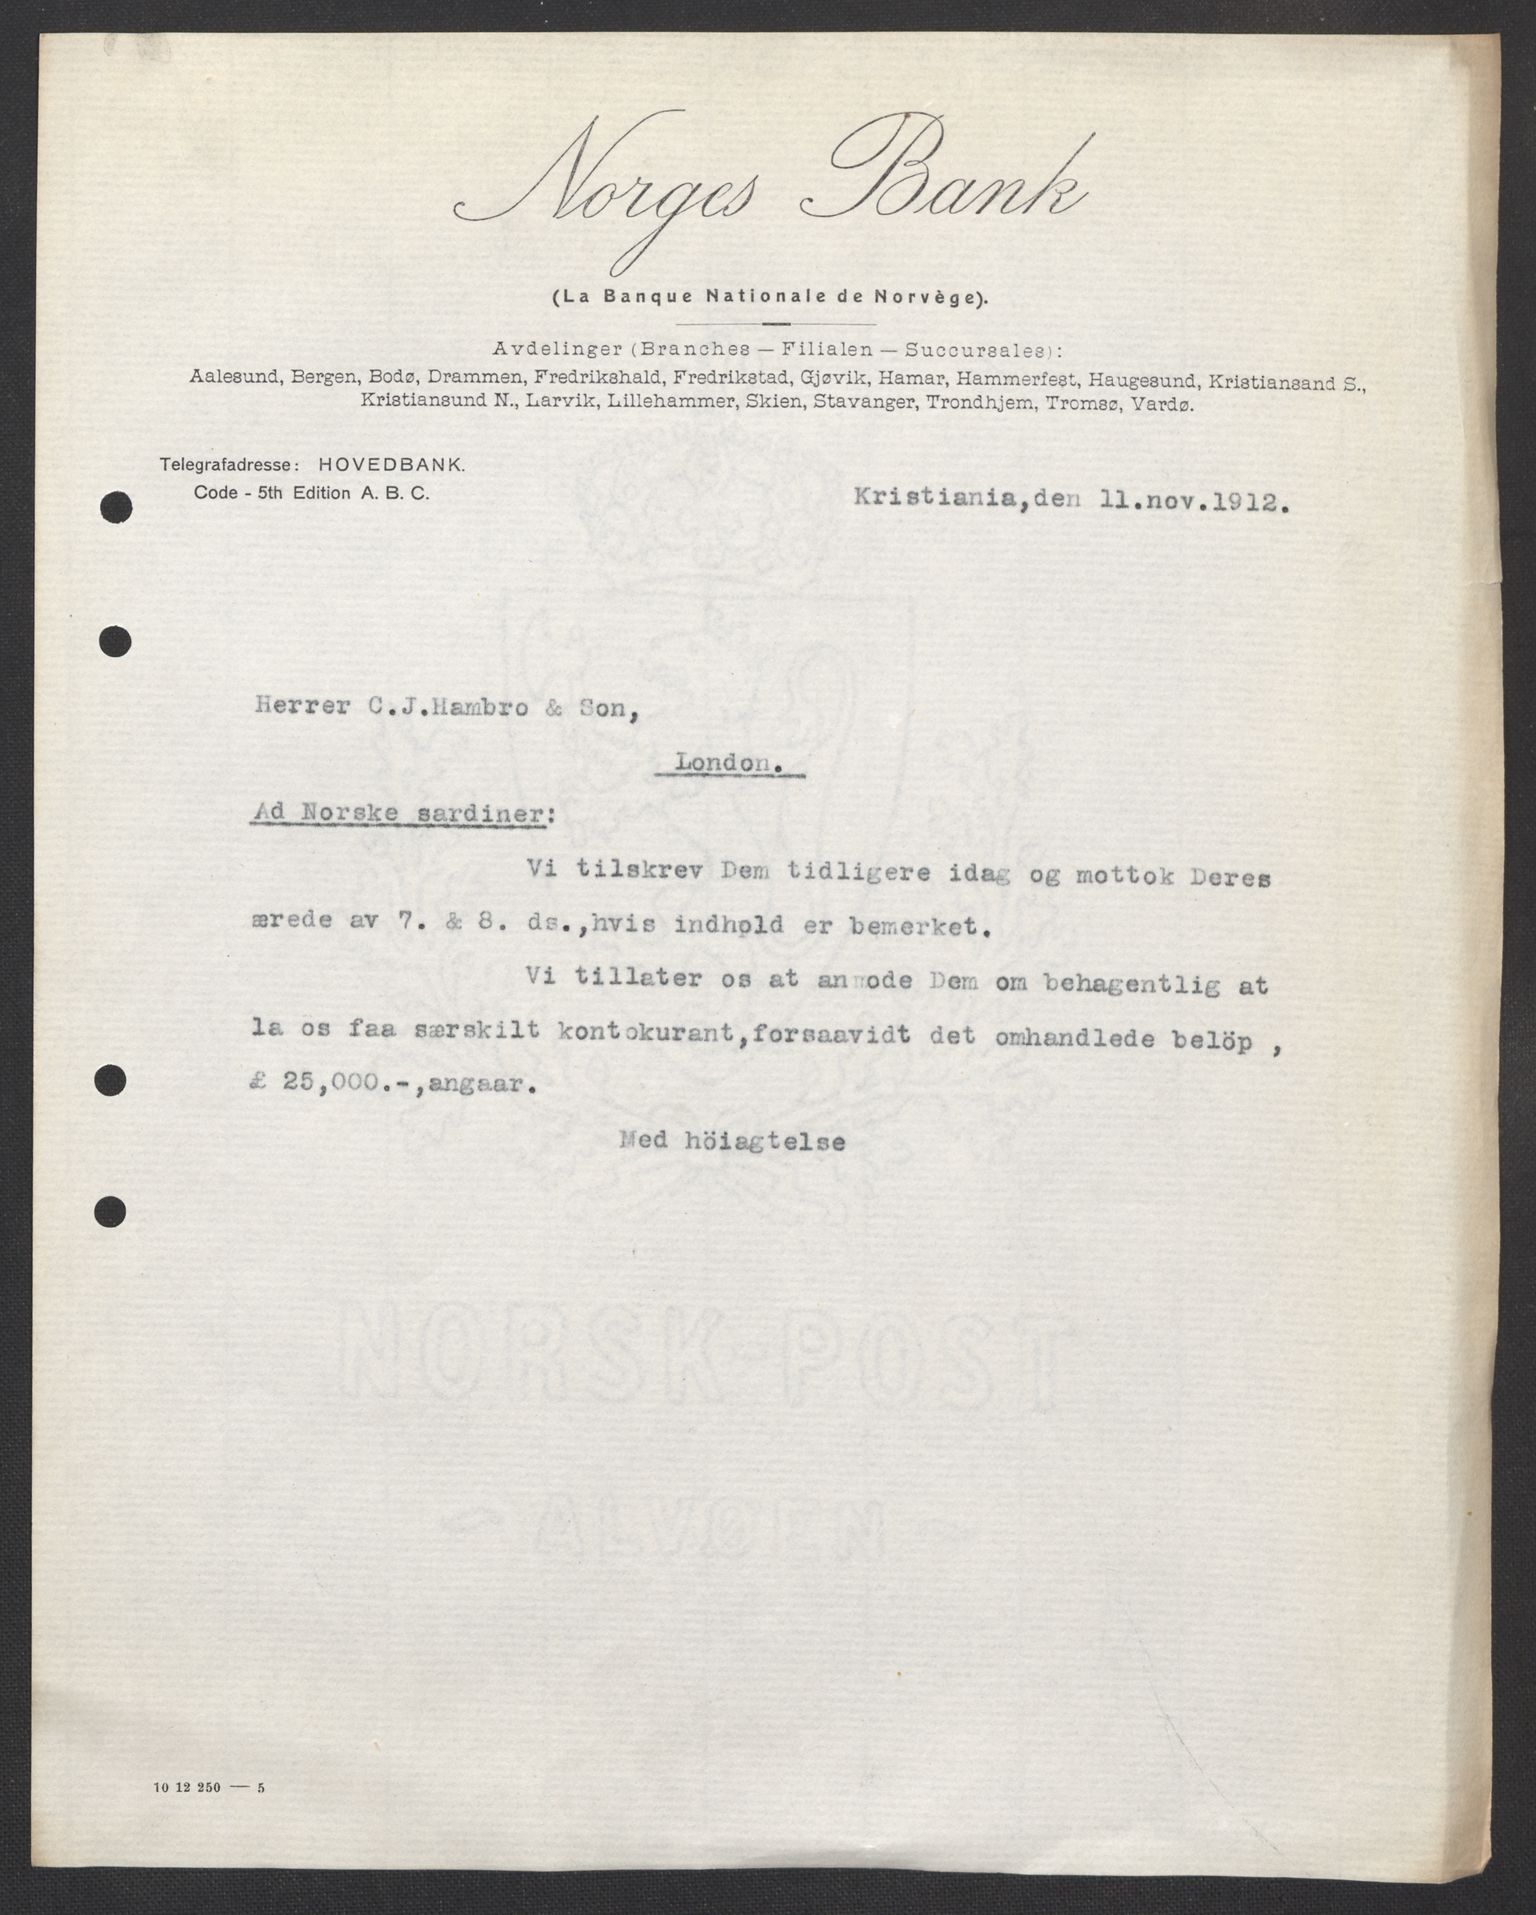 Norges Bank
(La Banque Nationale de Norvège).
Avdelinger (Branches — Filialen — Succursales):
Aalesund, Bergen, Bodø, Drammen, Fredrikshald, Fredrikstad, Gjøvik, Hamar, Hammerfest, Haugesund, Kristiansand S.,
Kristiansund N., Larvik, Lillehammer, Skien, Stavanger, Trondhjem, Tromsø, Vardø.
Telegrafadresse: HOVEDBANK.
Code - 5th Edition A. B. C.
Kristiania,den 11.nov.1912.
Herrer C.J.Hambro & Son,
London.
Ad Norske sardiner:
Vi tilskrev Dem tidligere idag og mottok Deres
ærede av 7. & 8. ds.,hvis indhold er bemerket.
Vi tillater os at anmode Dem om behagentlig at
la os faa særskilt kontokurant,forsaavidt det omhandlede belöp ,
£ 25,000.-,angaar.
Med höiagtelse
NORSK-POST
ALVØEN
10 12 250 — 5